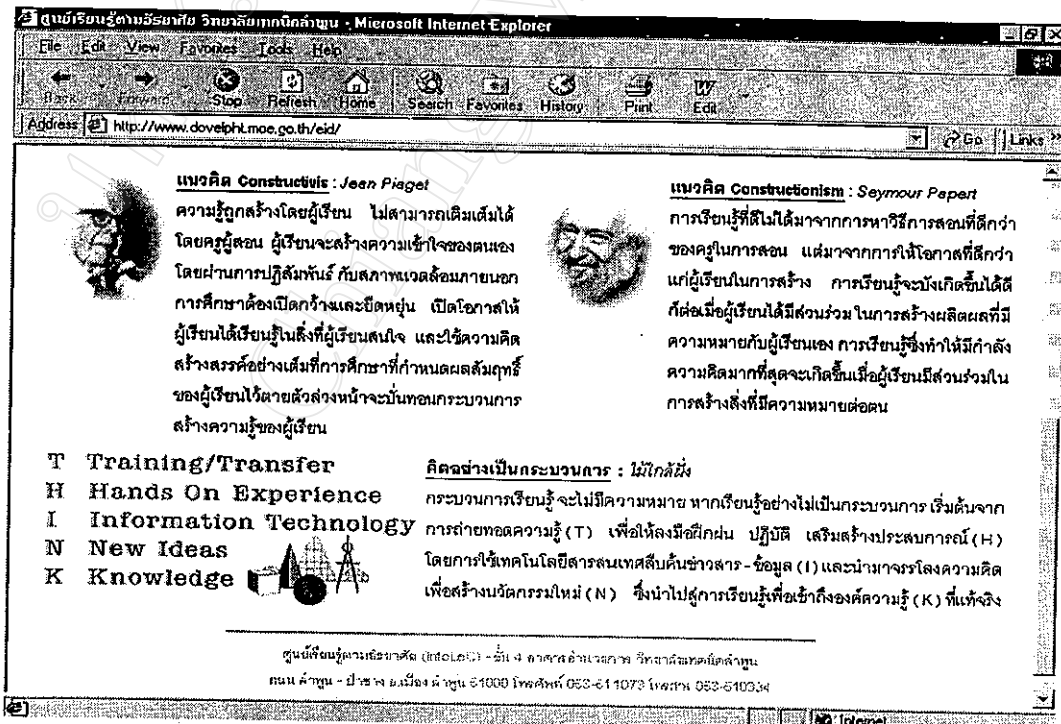 ศูนย์เรียนรู้ตามอัธยาศัย วิทยาลัยเทคนิคลำพูน - Microsoft Internet Explorer
File Edit View Favorites Tools Help
Back Forward Stop Refresh Home Search Favorites History Print Edit
Address http://www.dovelpht.moe.go.th/eid/ Go Links »
แนวคิด Constructivis : Jean Piaget
ความรู้ถูกสร้างโดยผู้เรียน ไม่สามารถเติมเต็มได้
โดยครูผู้สอน ผู้เรียนจะสร้างความเข้าใจของตนเอง
โดยผ่านการปฏิสัมพันธ์ กับสภาพแวดล้อมภายนอก
การศึกษาต้องเปิดกว้างและยืดหยุ่น เปิดโอกาสให้
ผู้เรียนได้เรียนรู้ในสิ่งที่ผู้เรียนสนใจ และใช้ความคิด
สร้างสรรค์อย่างเต็มที่การศึกษาที่กำหนดผลสัมฤทธิ์
ของผู้เรียนไว้ตายตัวล่วงหน้าจะบั่นทอนกระบวนการ
สร้างความรู้ของผู้เรียน
แนวคิด Constructionism : Seymour Papert
การเรียนรู้ที่ดีไม่ได้มาจากการหาวิธีการสอนที่ดีกว่า
ของครูในการสอน แต่มาจากการให้โอกาสที่ดีกว่า
แก่ผู้เรียนในการสร้าง การเรียนรู้จะบังเกิดขึ้นได้ดี
ก็ต่อเมื่อผู้เรียนได้มีส่วนร่วม ในการสร้างผลิตผลที่มี
ความหมายกับผู้เรียนเอง การเรียนรู้ซึ่งทำให้มีกำลัง
ความคิดมากที่สุดจะเกิดขึ้นเมื่อผู้เรียนมีส่วนร่วมใน
การสร้างสิ่งที่มีความหมายต่อตน
T Training/Transfer
H Hands On Experience
I Information Technology
N New Ideas
K Knowledge
คิดอย่างเป็นกระบวนการ : ไม้ใกล้ฝั่ง
กระบวนการเรียนรู้ จะไม่มีความหมาย หากเรียนรู้อย่างไม่เป็นกระบวนการ เริ่มต้นจาก
การถ่ายทอดความรู้ (T) เพื่อให้ลงมือฝึกฝน ปฏิบัติ เสริมสร้างประสบการณ์ (H)
โดยการใช้เทคโนโลยีสารสนเทศสืบค้นข่าวสาร - ข้อมูล (I) และนำมาจรรโลงความคิด
เพื่อสร้างนวัตกรรมใหม่ (N) ซึ่งนำไปสู่การเรียนรู้เพื่อเข้าถึงองค์ความรู้ (K) ที่แท้จริง
ศูนย์เรียนรู้ตามอัธยาศัย (InfoLeC) - ชั้น 4 อาคารอำนวยการ วิทยาลัยเทคนิคลำพูน
ถนน ลำพูน - ป่าซาง อ.เมือง ลำพูน 51000 โทรศัพท์ 053-511073 โทรสาร 053-510334
Internet